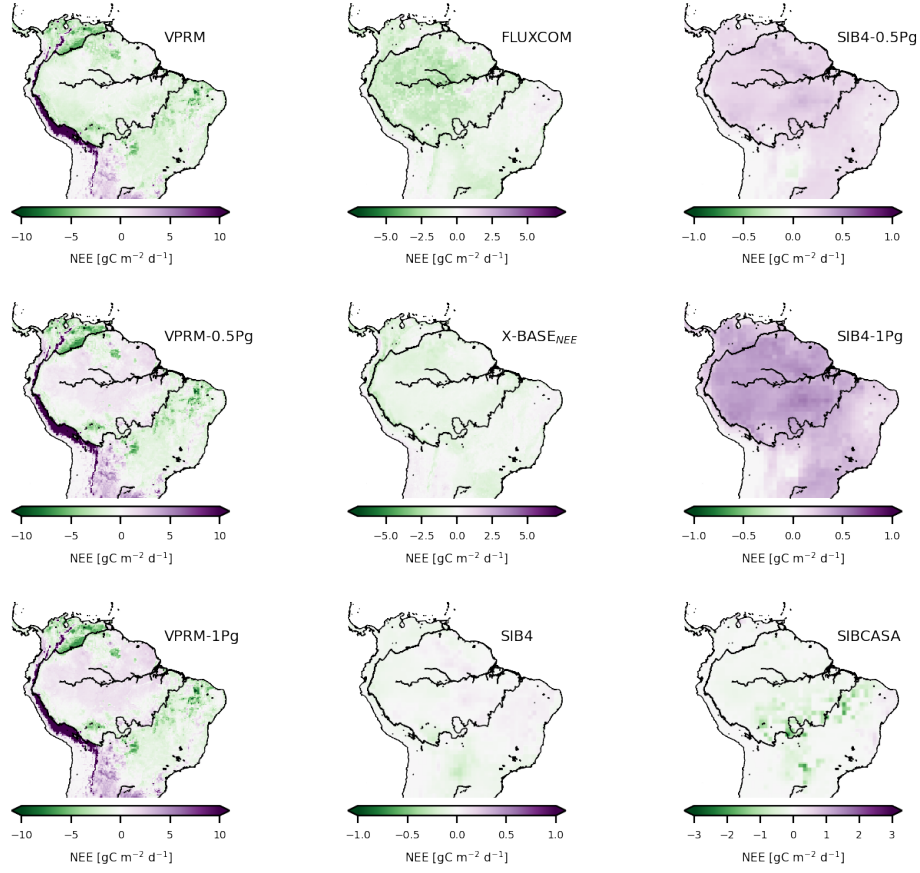 VPRM
FLUXCOM
SIB4-0.5Pg
−10 −5 0 5 10
−5.0 −2.5 0.0 2.5 5.0
−1.0 −0.5 0.0 0.5 1.0
NEE [gC m⁻² d⁻¹]
NEE [gC m⁻² d⁻¹]
NEE [gC m⁻² d⁻¹]
VPRM-0.5Pg
X-BASE_NEE
SIB4-1Pg
−10 −5 0 5 10
−5.0 −2.5 0.0 2.5 5.0
−1.0 −0.5 0.0 0.5 1.0
NEE [gC m⁻² d⁻¹]
NEE [gC m⁻² d⁻¹]
NEE [gC m⁻² d⁻¹]
VPRM-1Pg
SIB4
SIBCASA
−10 −5 0 5 10
−1.0 −0.5 0.0 0.5 1.0
−3 −2 −1 0 1 2 3
NEE [gC m⁻² d⁻¹]
NEE [gC m⁻² d⁻¹]
NEE [gC m⁻² d⁻¹]